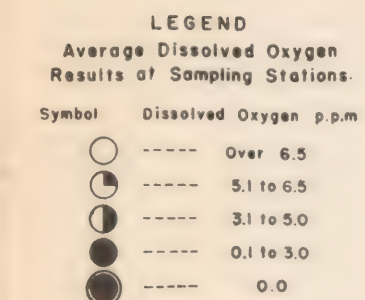 LEGEND
Average Dissolved Oxygen
Results at Sampling Stations.
Symbol Dissolved Oxygen p.p.m
----- Over 6.5
----- 5.1 to 6.5
----- 3.1 to 5.0
----- 0.1 to 3.0
----- 0.0